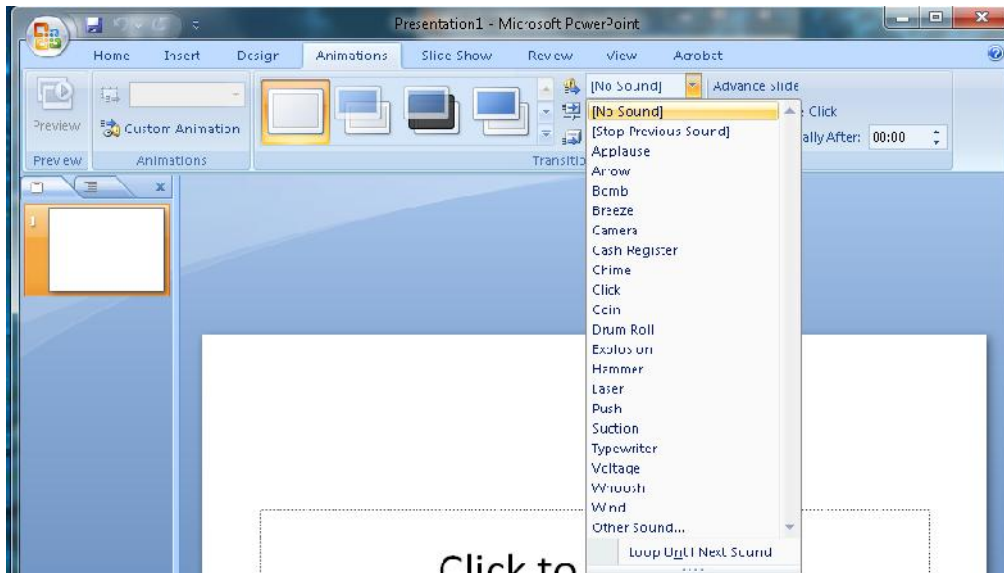 Presentation1 - Microsoft PowerPoint
Home Insert Design Animations Slide Show Review View Acrobat
[No Sound] Advance Slide
Preview Custom Animation Click
ally After: 00:00
Preview Animations Transitio
[No Sound]
[Stop Previous Sound]
Applause
Arrow
Bomb
Breeze
Camera
Cash Register
Chime
Click
Coin
Drum Roll
Explosion
Hammer
Laser
Push
Suction
Typewriter
Voltage
Whoosh
Wind
Other Sound...
Loop Until Next Sound
1
Click to